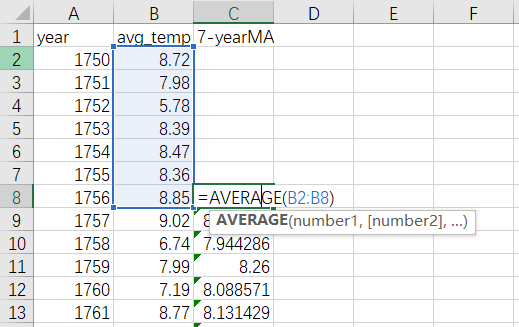 A B C D E F
1 year avg_temp 7-yearMA
2 1750 8.72
3 1751 7.98
4 1752 5.78
5 1753 8.39
6 1754 8.47
7 1755 8.36
8 1756 8.85 =AVERAGE(B2:B8)
9 1757 9.02
AVERAGE(number1, [number2], ...)
10 1758 6.74 7.944286
11 1759 7.99 8.26
12 1760 7.19 8.088571
13 1761 8.77 8.131429